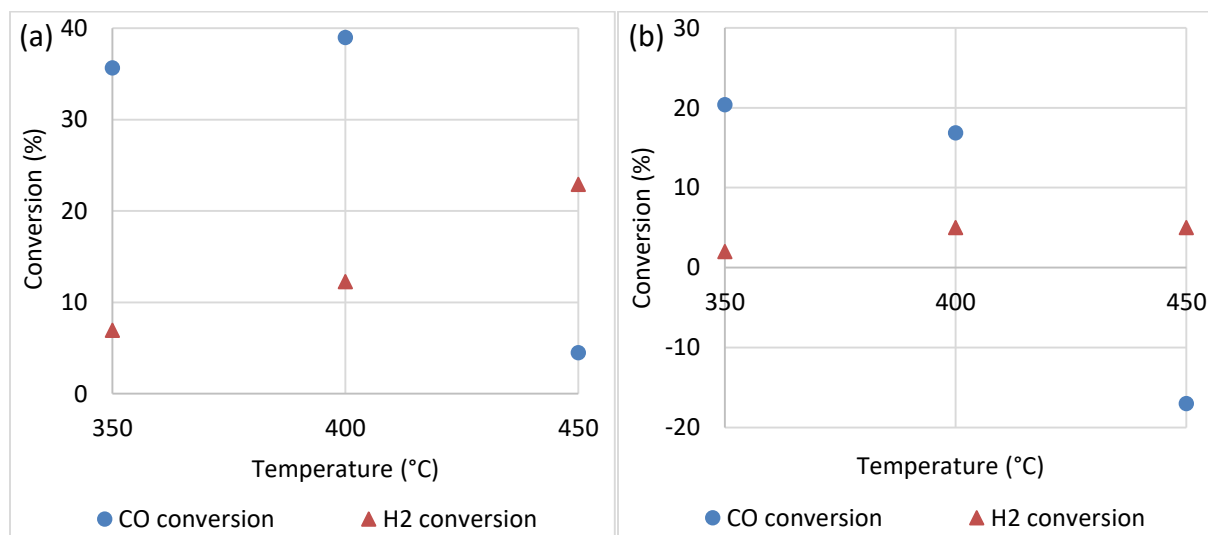 (a)
Conversion (%)
40
30
20
10
0
350 400 450
Temperature (°C)
CO conversion H2 conversion
(b)
Conversion (%)
30
20
10
0
350 400 450
-10
-20
Temperature (°C)
CO conversion H2 conversion